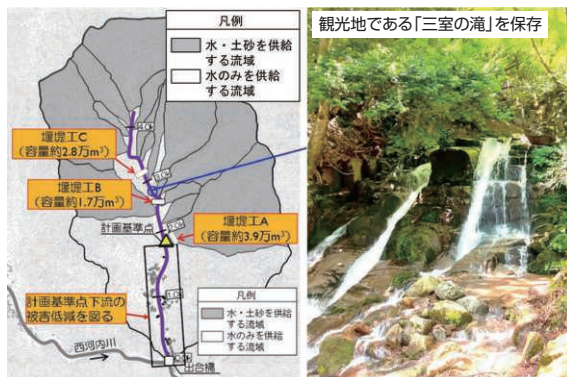 凡例
水・土砂を供給
する流域
水のみを供給
する流域
堰堤工C
(容量約2.8万m³)
堰堤工B
(容量約1.7万m³)
計画基準点
堰堤工A
(容量約3.9万m³)
計画基準点下流の
被害低減を図る
凡例
水・土砂を供給
する流域
水のみを供給
する流域
西河内川
出合橋
観光地である「三室の滝」を保存